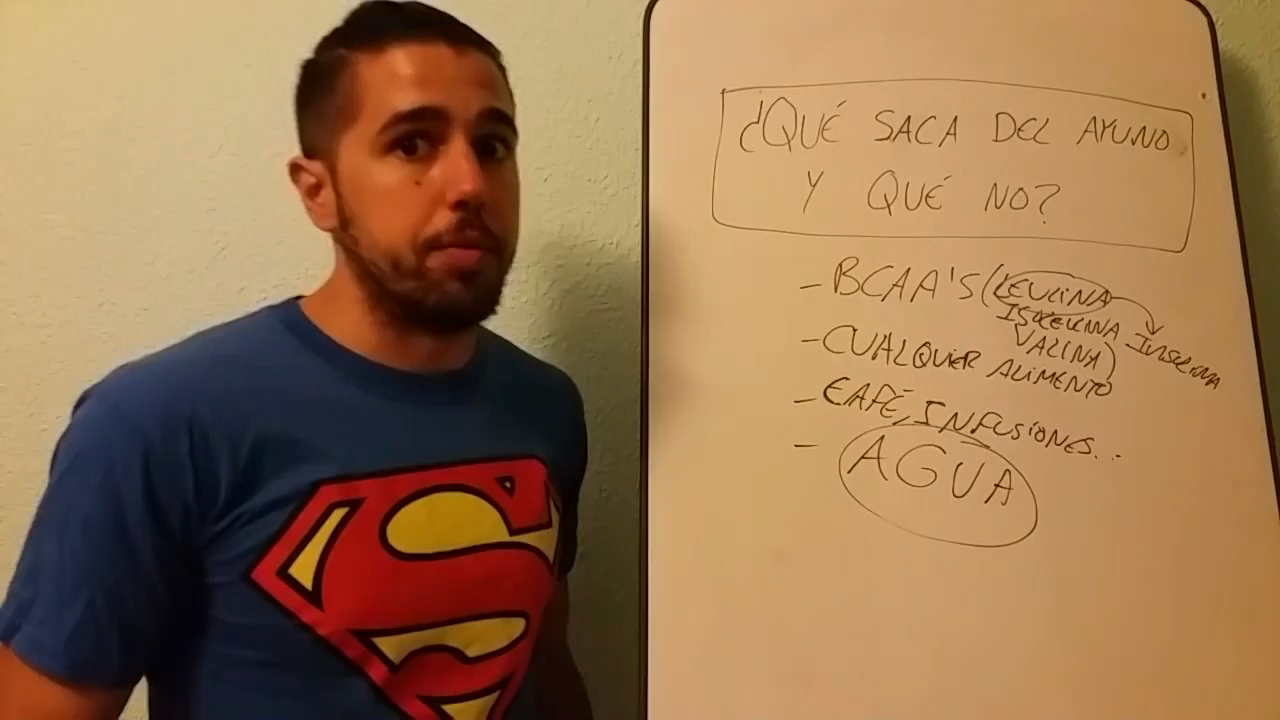 ¿QUÉ SACA DEL AYUNO
Y QUÉ NO?
- BCAA'S (LEUCINA
ISOLEUCINA
VALINA)
INSULINA
- CUALQUIER ALIMENTO
- CAFÉ, INFUSIONES...
- AGUA
S